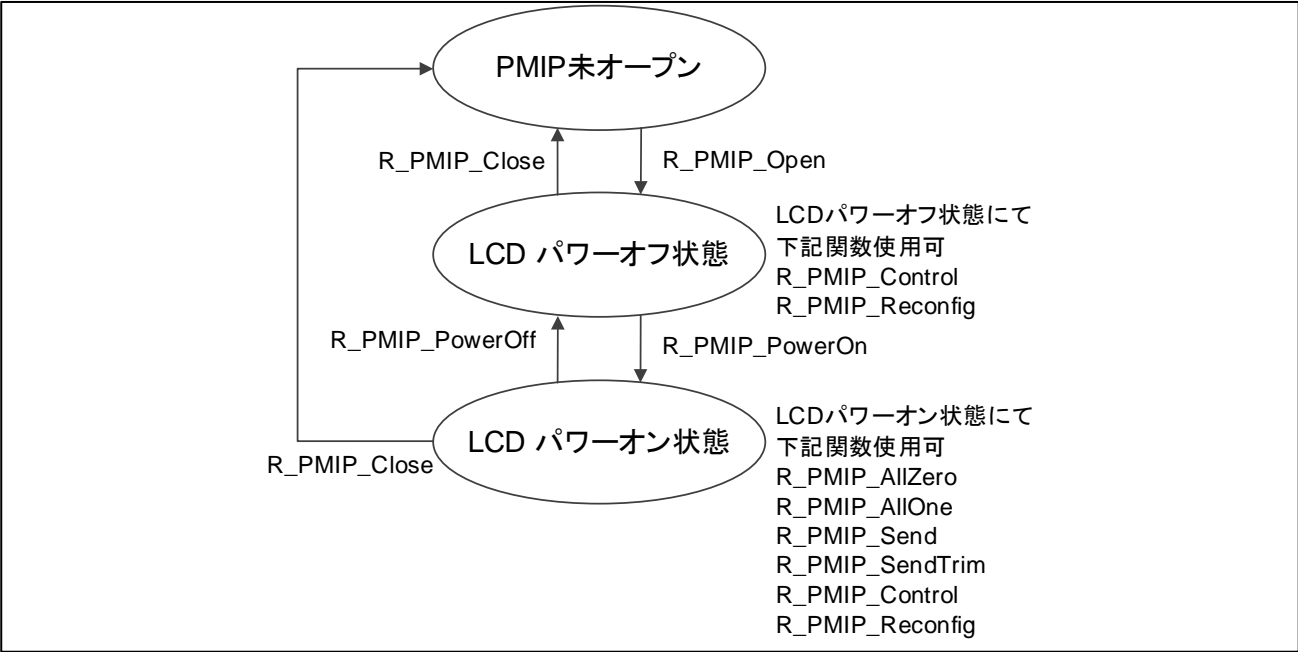 PMIP未オープン
R_PMIP_Close
R_PMIP_Open
LCD パワーオフ状態
LCDパワーオフ状態にて
下記関数使用可
R_PMIP_Control
R_PMIP_Reconfig
R_PMIP_PowerOff
R_PMIP_PowerOn
LCD パワーオン状態
R_PMIP_Close
LCDパワーオン状態にて
下記関数使用可
R_PMIP_AllZero
R_PMIP_AllOne
R_PMIP_Send
R_PMIP_SendTrim
R_PMIP_Control
R_PMIP_Reconfig